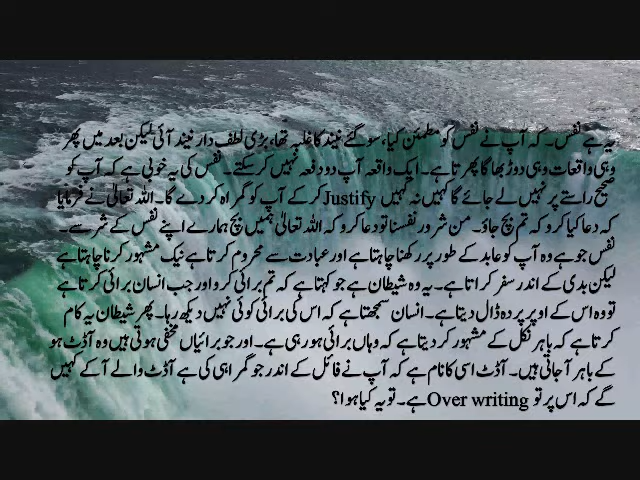 یہ ہے نفس۔ کہ آپ نے نفس کو مطمئن کیا، سو گئے نیند کا غلبہ تھا، بڑی لطف دار نیند آئی لیکن بعد میں پھر
وہی واقعات وہی دوڑ بھاگا پھرتا ہے۔ ایک واقعہ آپ دو دفعہ نہیں کر سکتے۔ نفس کی یہ خوبی ہے کہ آپ کو
صحیح راستے پر نہیں لے جائے گا کہیں نہ کہیں Justify کر کے آپ کو گمراہ کر دے گا۔ اللہ تعالیٰ نے فرمایا
کہ دعا کیا کرو کہ تم بچ جاؤ۔ من شرور نفسنا تو دعا کرو کہ اللہ تعالیٰ ہمیں بچا ہمارے اپنے نفس کے شر سے۔
نفس جو ہے وہ آپ کو عابد کے طور پر رکھنا چاہتا ہے اور عبادت سے محروم کرتا ہے نیک مشہور کرنا چاہتا ہے
لیکن بدی کے اندر سفر کراتا ہے۔ یہ وہ شیطان ہے جو کہتا ہے کہ تم برائی کرو اور جب انسان برائی کرتا ہے
تو وہ اس کے اوپر پردہ ڈال دیتا ہے۔ انسان سمجھتا ہے کہ اس کی برائی کوئی نہیں دیکھ رہا۔ پھر شیطان یہ کام
کرتا ہے کہ باہر نکل کے مشہور کر دیتا ہے کہ وہاں برائی ہو رہی ہے۔ اور جو برائیاں مخفی ہوتی ہیں وہ آڈٹ ہو
کے باہر آ جاتی ہیں۔ آڈٹ اسی کا نام ہے کہ آپ نے فائل کے اندر جو گمراہی کی ہے آڈٹ والے آ کے کہیں
گے کہ اس پر تو Over writing ہے۔ تو یہ کیا ہوا؟